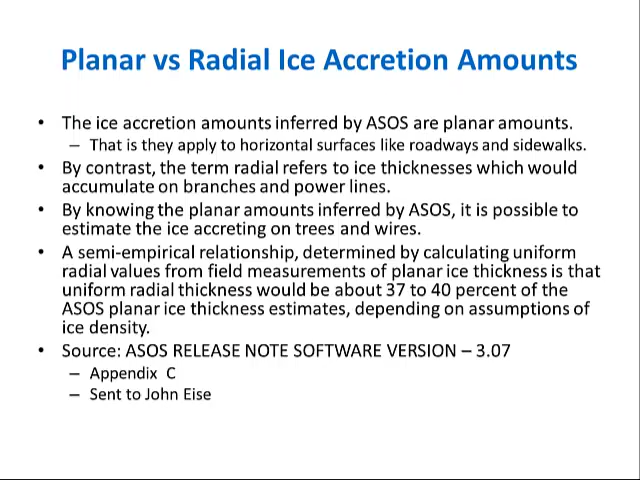 Planar vs Radial Ice Accretion Amounts
• The ice accretion amounts inferred by ASOS are planar amounts.
– That is they apply to horizontal surfaces like roadways and sidewalks.
• By contrast, the term radial refers to ice thicknesses which would
accumulate on branches and power lines.
• By knowing the planar amounts inferred by ASOS, it is possible to
estimate the ice accreting on trees and wires.
• A semi-empirical relationship, determined by calculating uniform
radial values from field measurements of planar ice thickness is that
uniform radial thickness would be about 37 to 40 percent of the
ASOS planar ice thickness estimates, depending on assumptions of
ice density.
• Source: ASOS RELEASE NOTE SOFTWARE VERSION – 3.07
– Appendix C
– Sent to John Eise